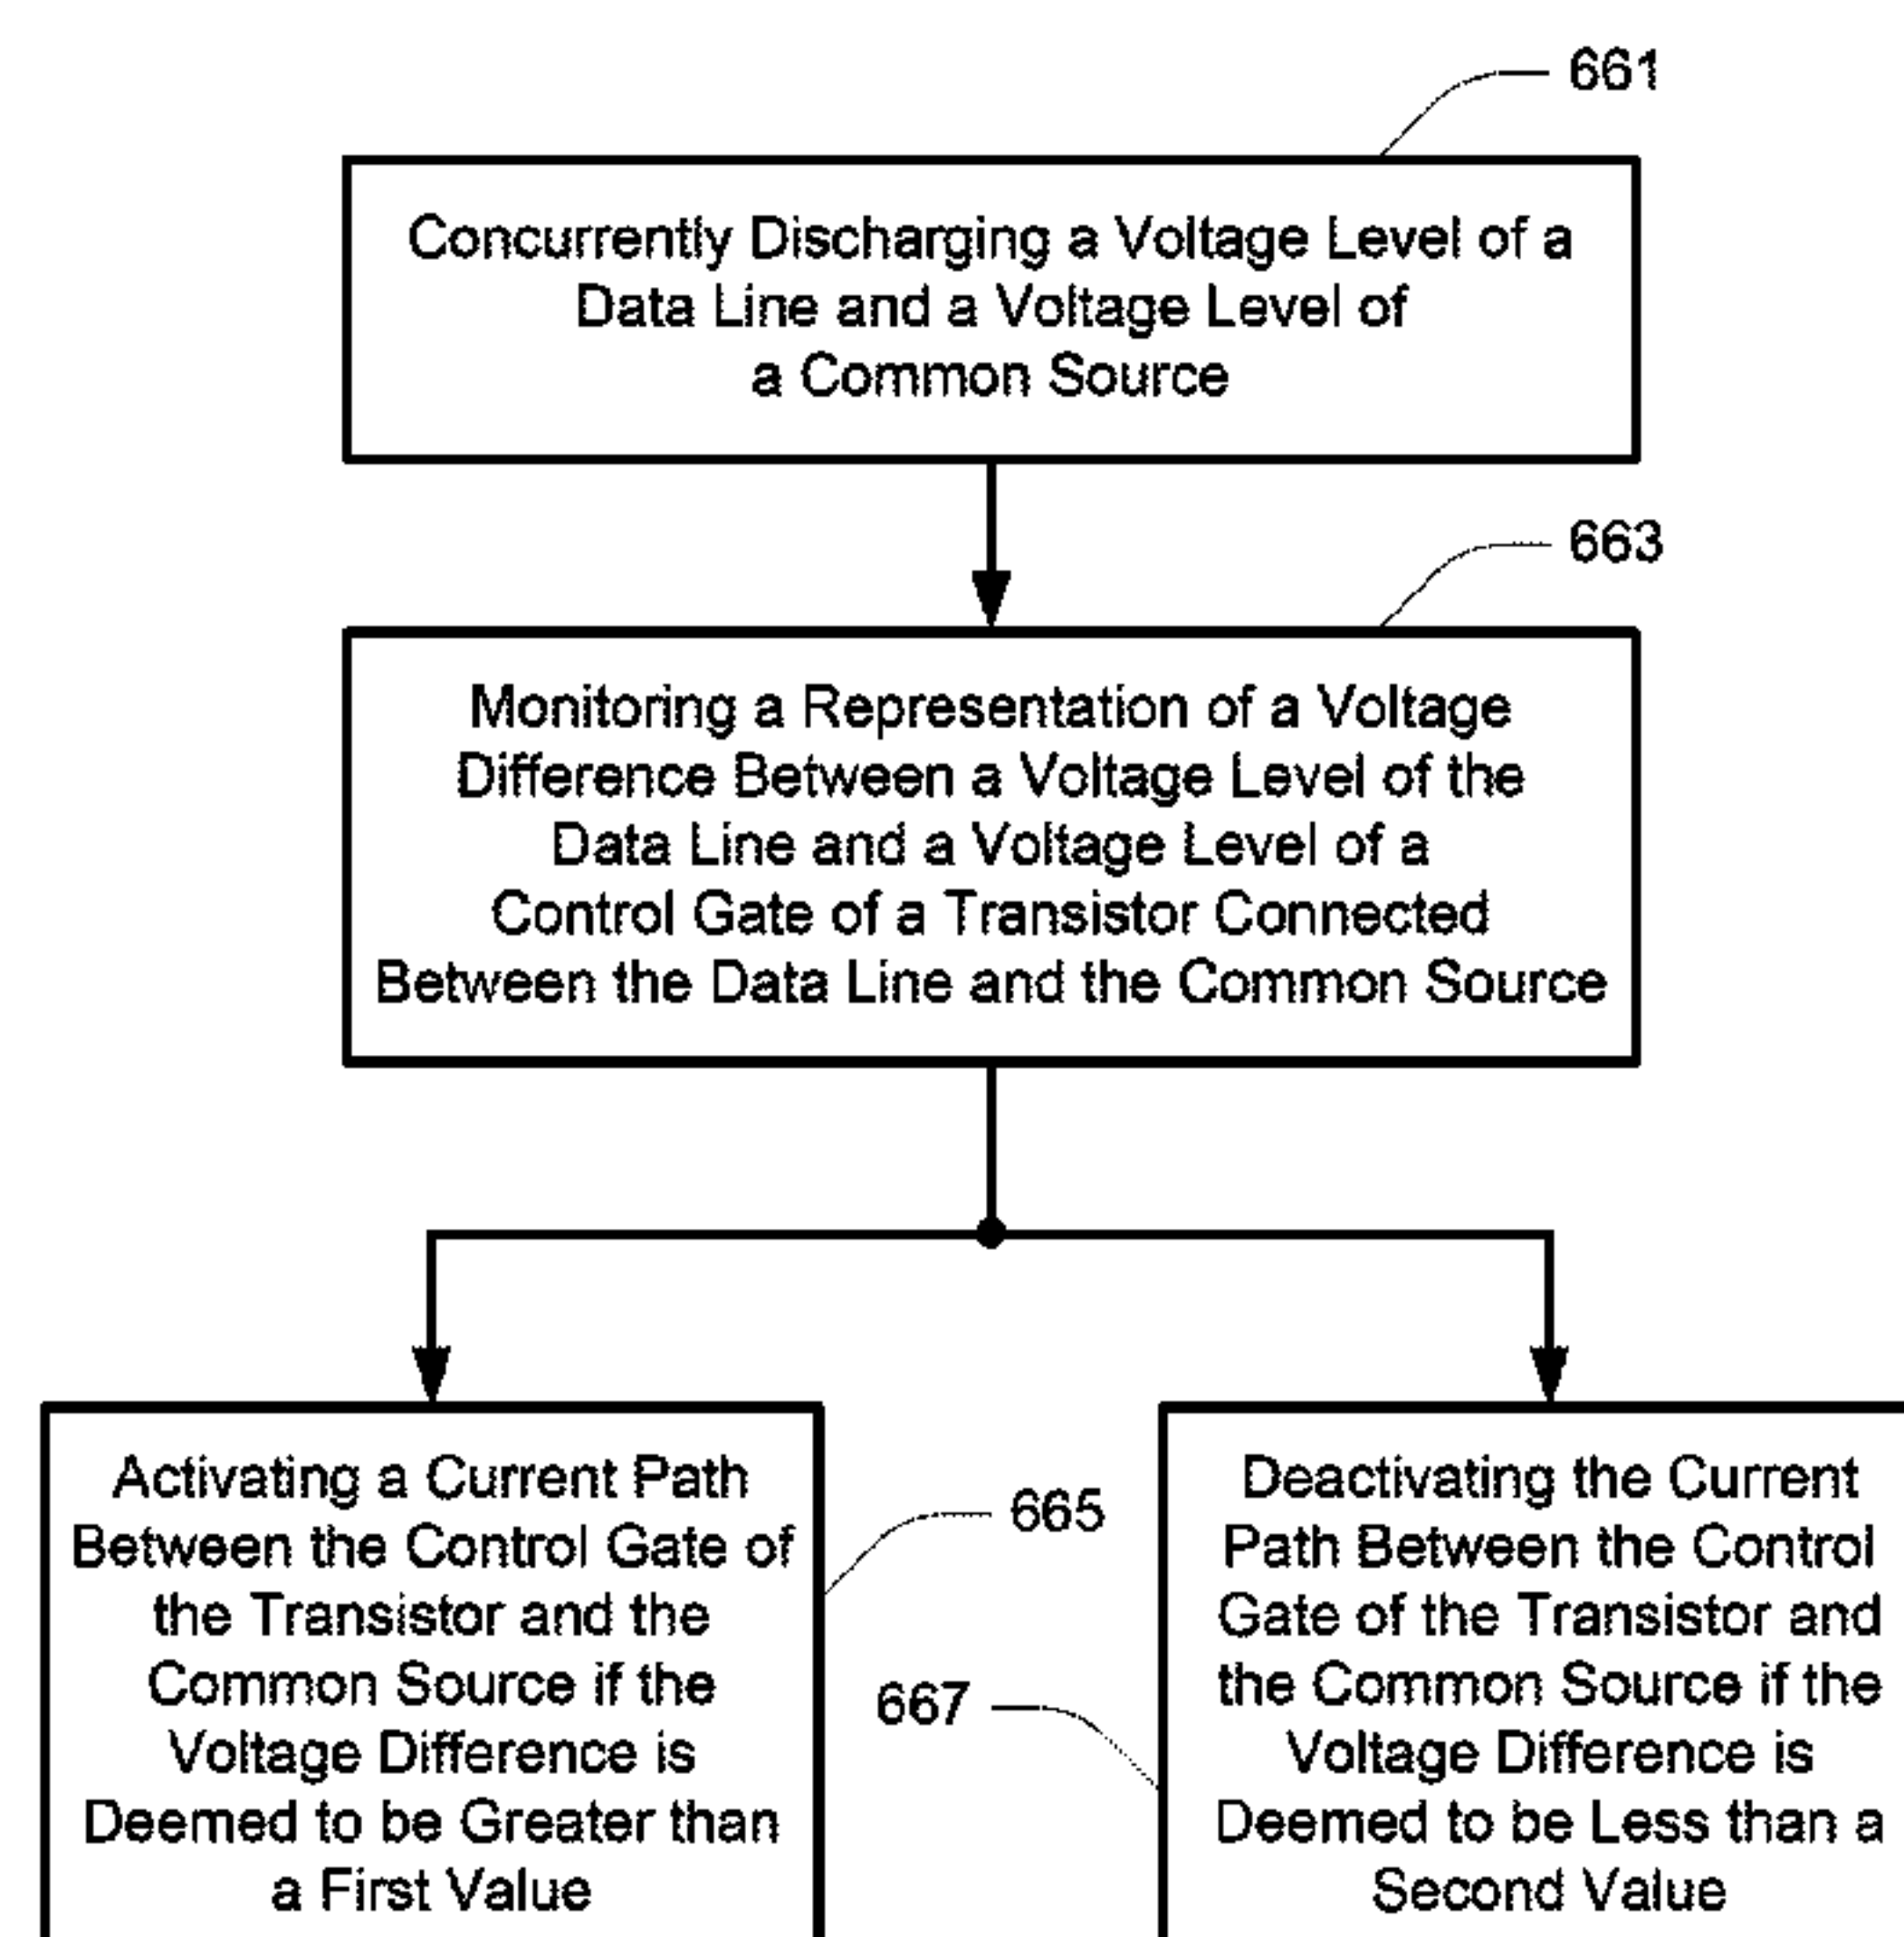 661
Concurrently Discharging a Voltage Level of a
Data Line and a Voltage Level of
a Common Source
663
Monitoring a Representation of a Voltage
Difference Between a Voltage Level of the
Data Line and a Voltage Level of a
Control Gate of a Transistor Connected
Between the Data Line and the Common Source
Activating a Current Path
Between the Control Gate of
the Transistor and the
Common Source if the
Voltage Difference is
Deemed to be Greater than
a First Value
665
667
Deactivating the Current
Path Between the Control
Gate of the Transistor and
the Common Source if the
Voltage Difference is
Deemed to be Less than a
Second Value